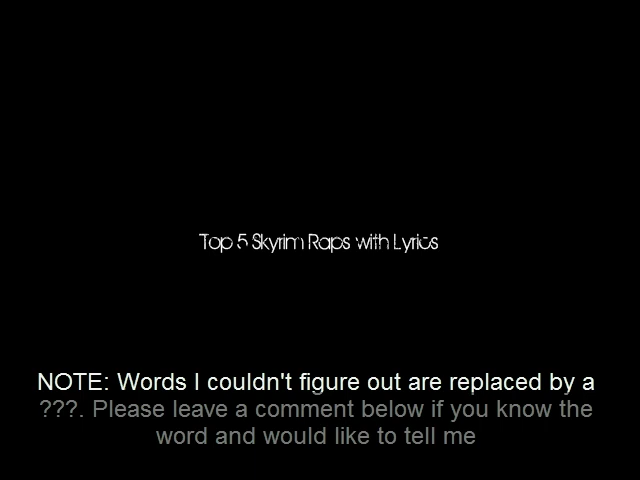 Top 5 Skyrim Raps with Lyrics
NOTE: Words I couldn't figure out are replaced by a
???. Please leave a comment below if you know the
word and would like to tell me